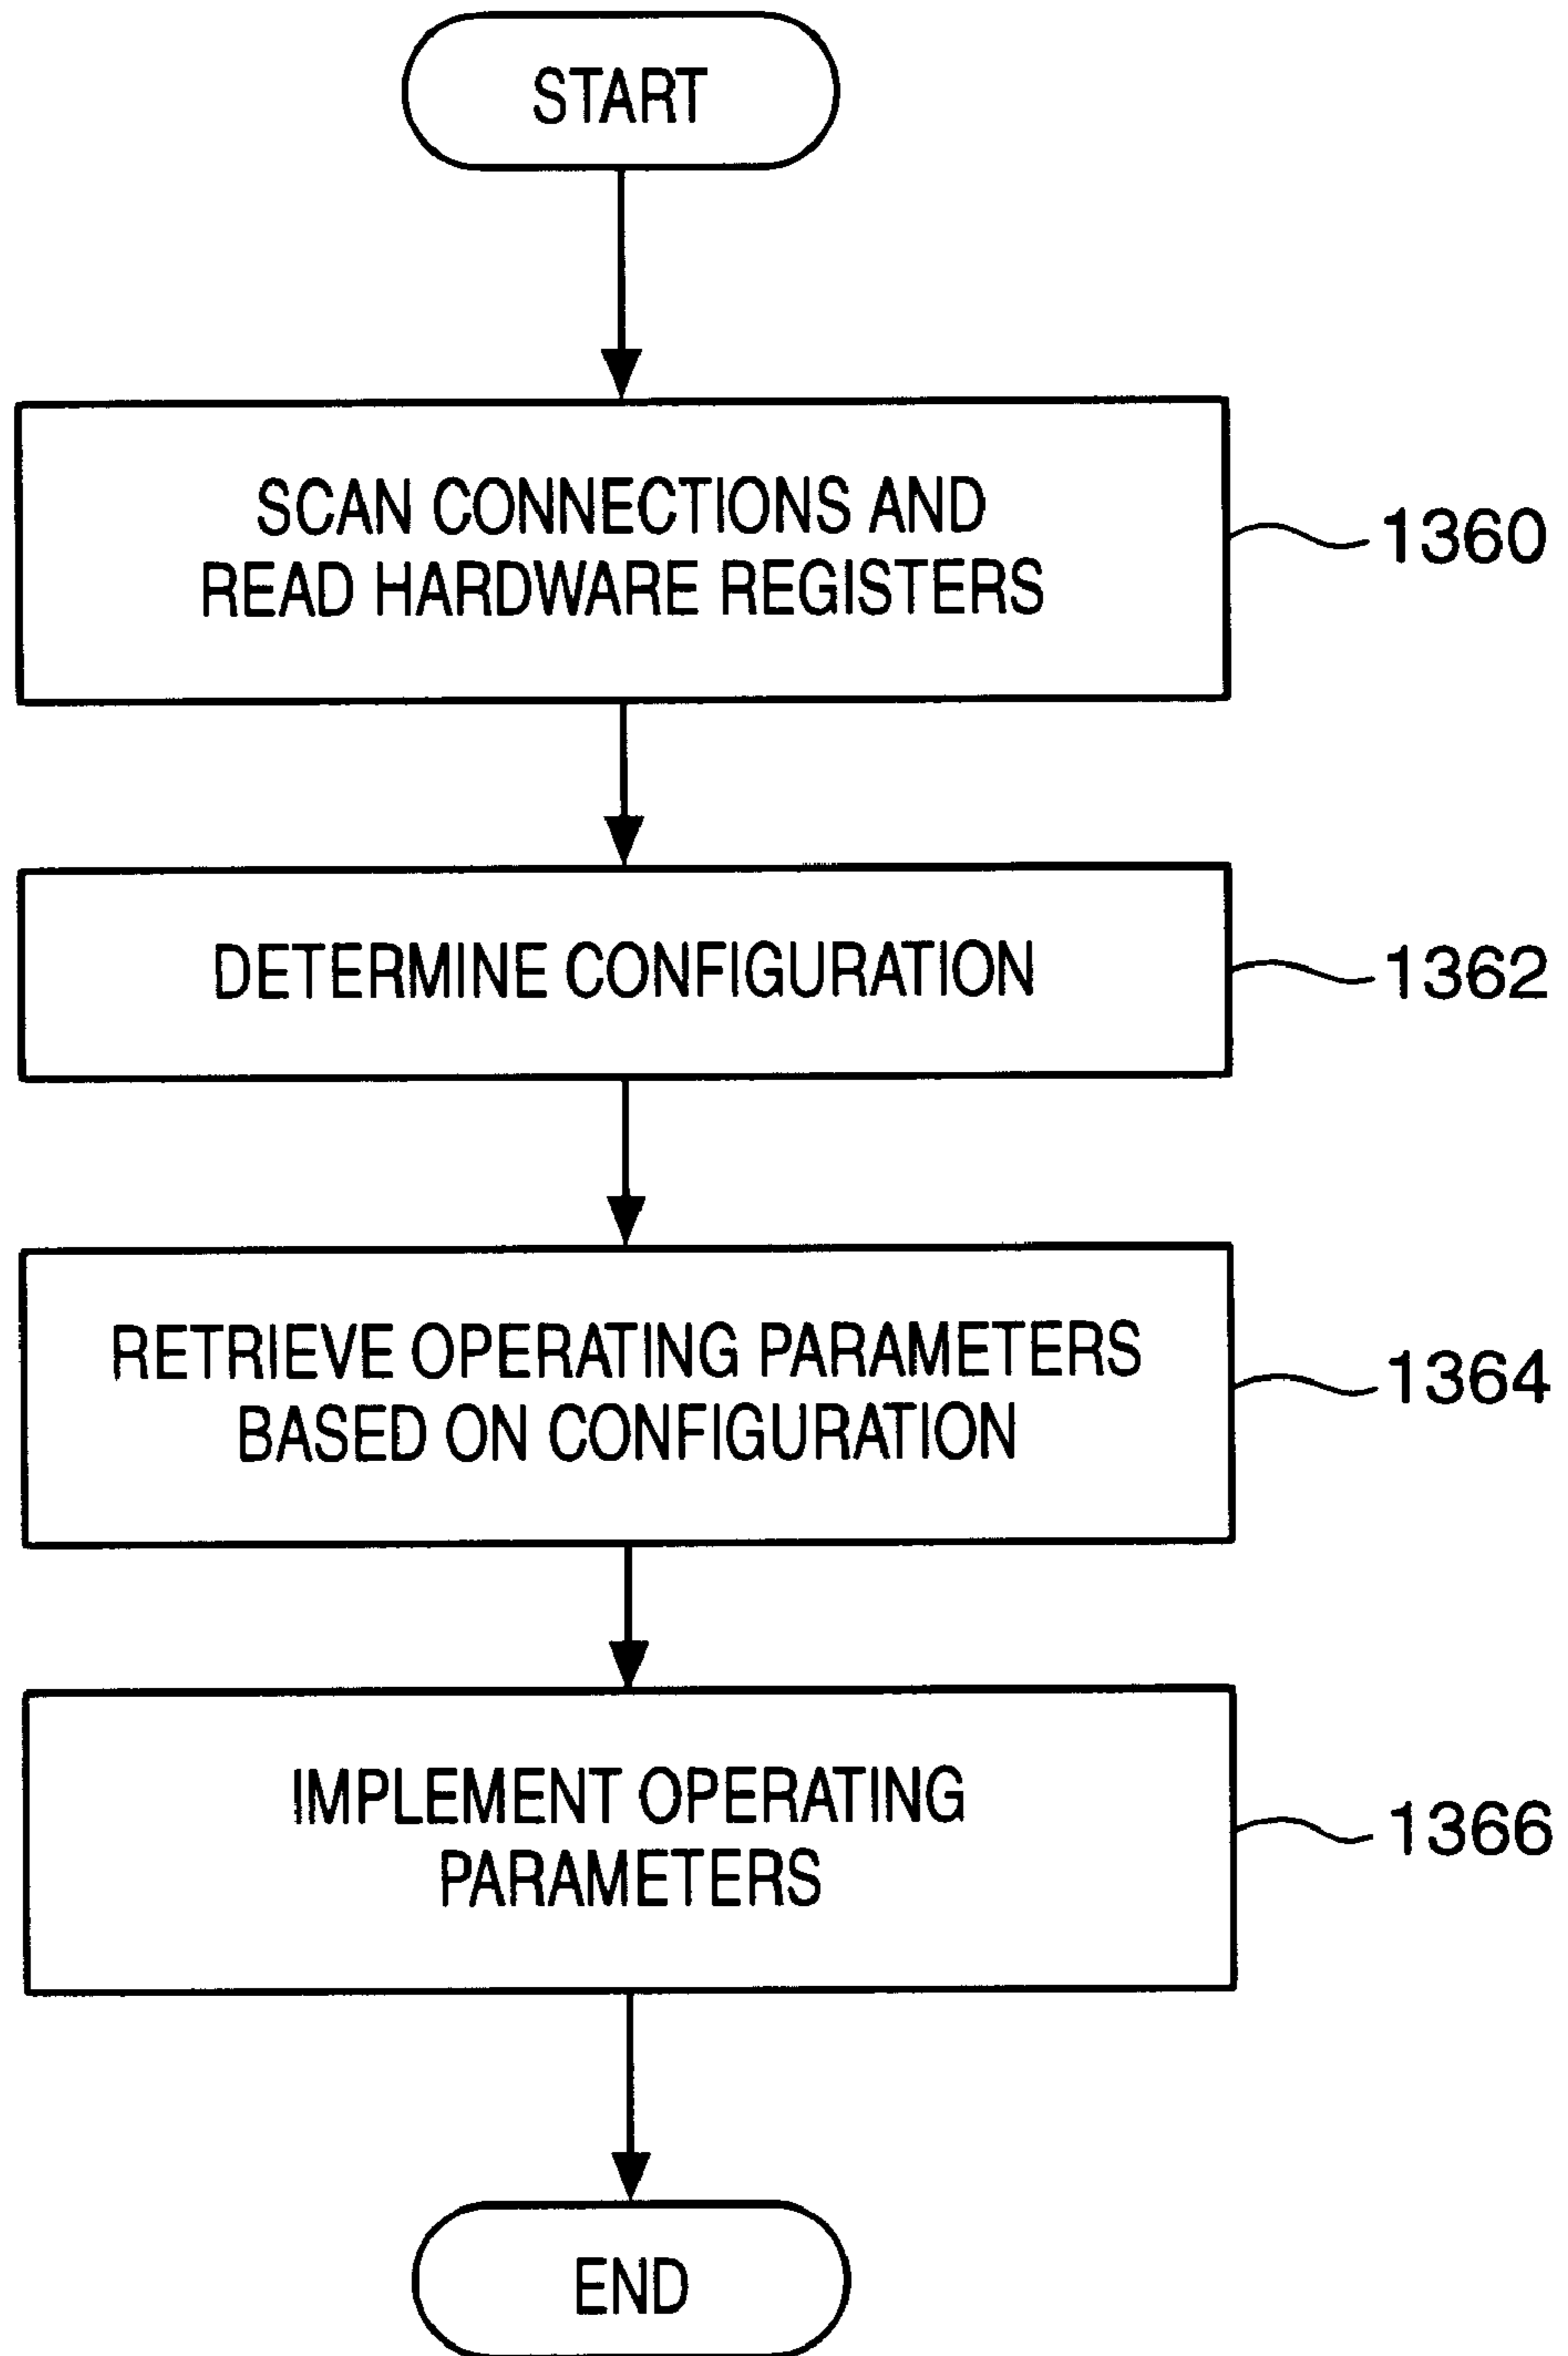 START
SCAN CONNECTIONS AND
READ HARDWARE REGISTERS
1360
DETERMINE CONFIGURATION
1362
RETRIEVE OPERATING PARAMETERS
BASED ON CONFIGURATION
1364
IMPLEMENT OPERATING
PARAMETERS
1366
END